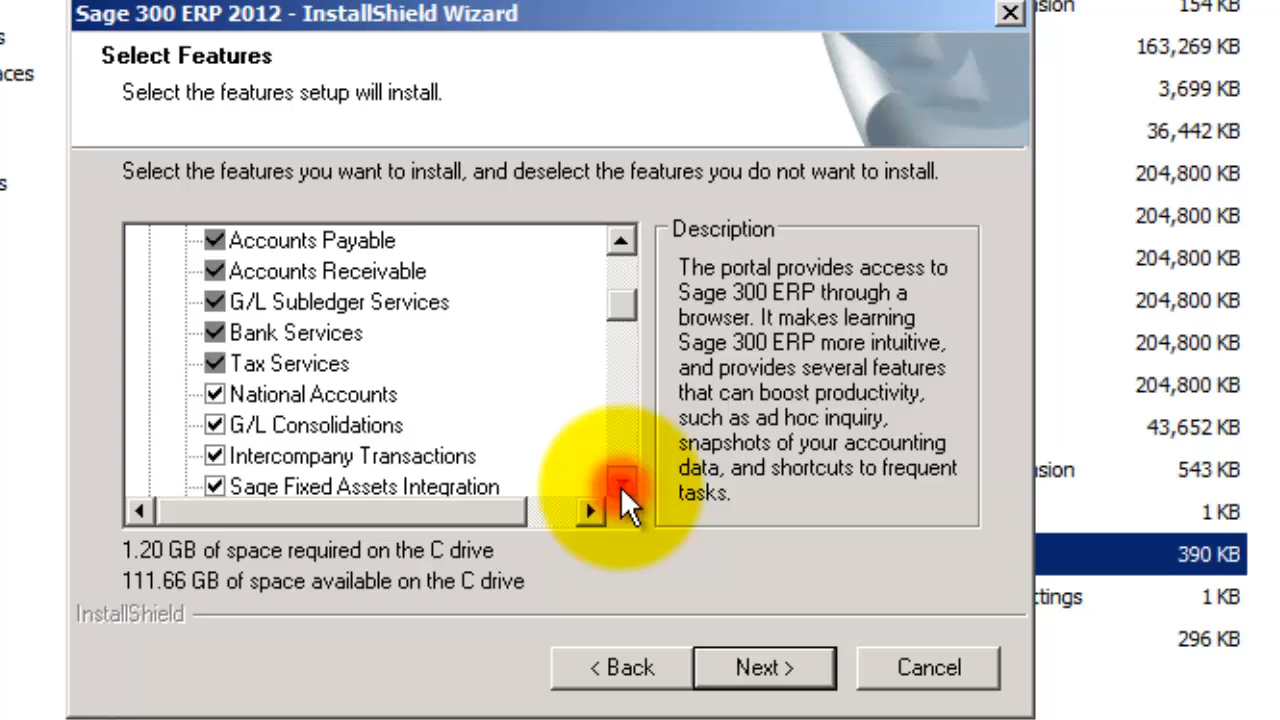 Sage 300 ERP 2012 - InstallShield Wizard
Select Features
Select the features setup will install.
Select the features you want to install, and deselect the features you do not want to install.
Accounts Payable
Accounts Receivable
G/L Subledger Services
Bank Services
Tax Services
National Accounts
G/L Consolidations
Intercompany Transactions
Sage Fixed Assets Integration
Description
The portal provides access to
Sage 300 ERP through a
browser. It makes learning
Sage 300 ERP more intuitive,
and provides several features
that can boost productivity,
such as ad hoc inquiry,
snapshots of your accounting
data, and shortcuts to frequent
tasks.
1.20 GB of space required on the C drive
111.66 GB of space available on the C drive
InstallShield
< Back
Next >
Cancel
154 KB
163,269 KB
3,699 KB
36,442 KB
204,800 KB
204,800 KB
204,800 KB
204,800 KB
204,800 KB
204,800 KB
43,652 KB
543 KB
1 KB
390 KB
1 KB
296 KB